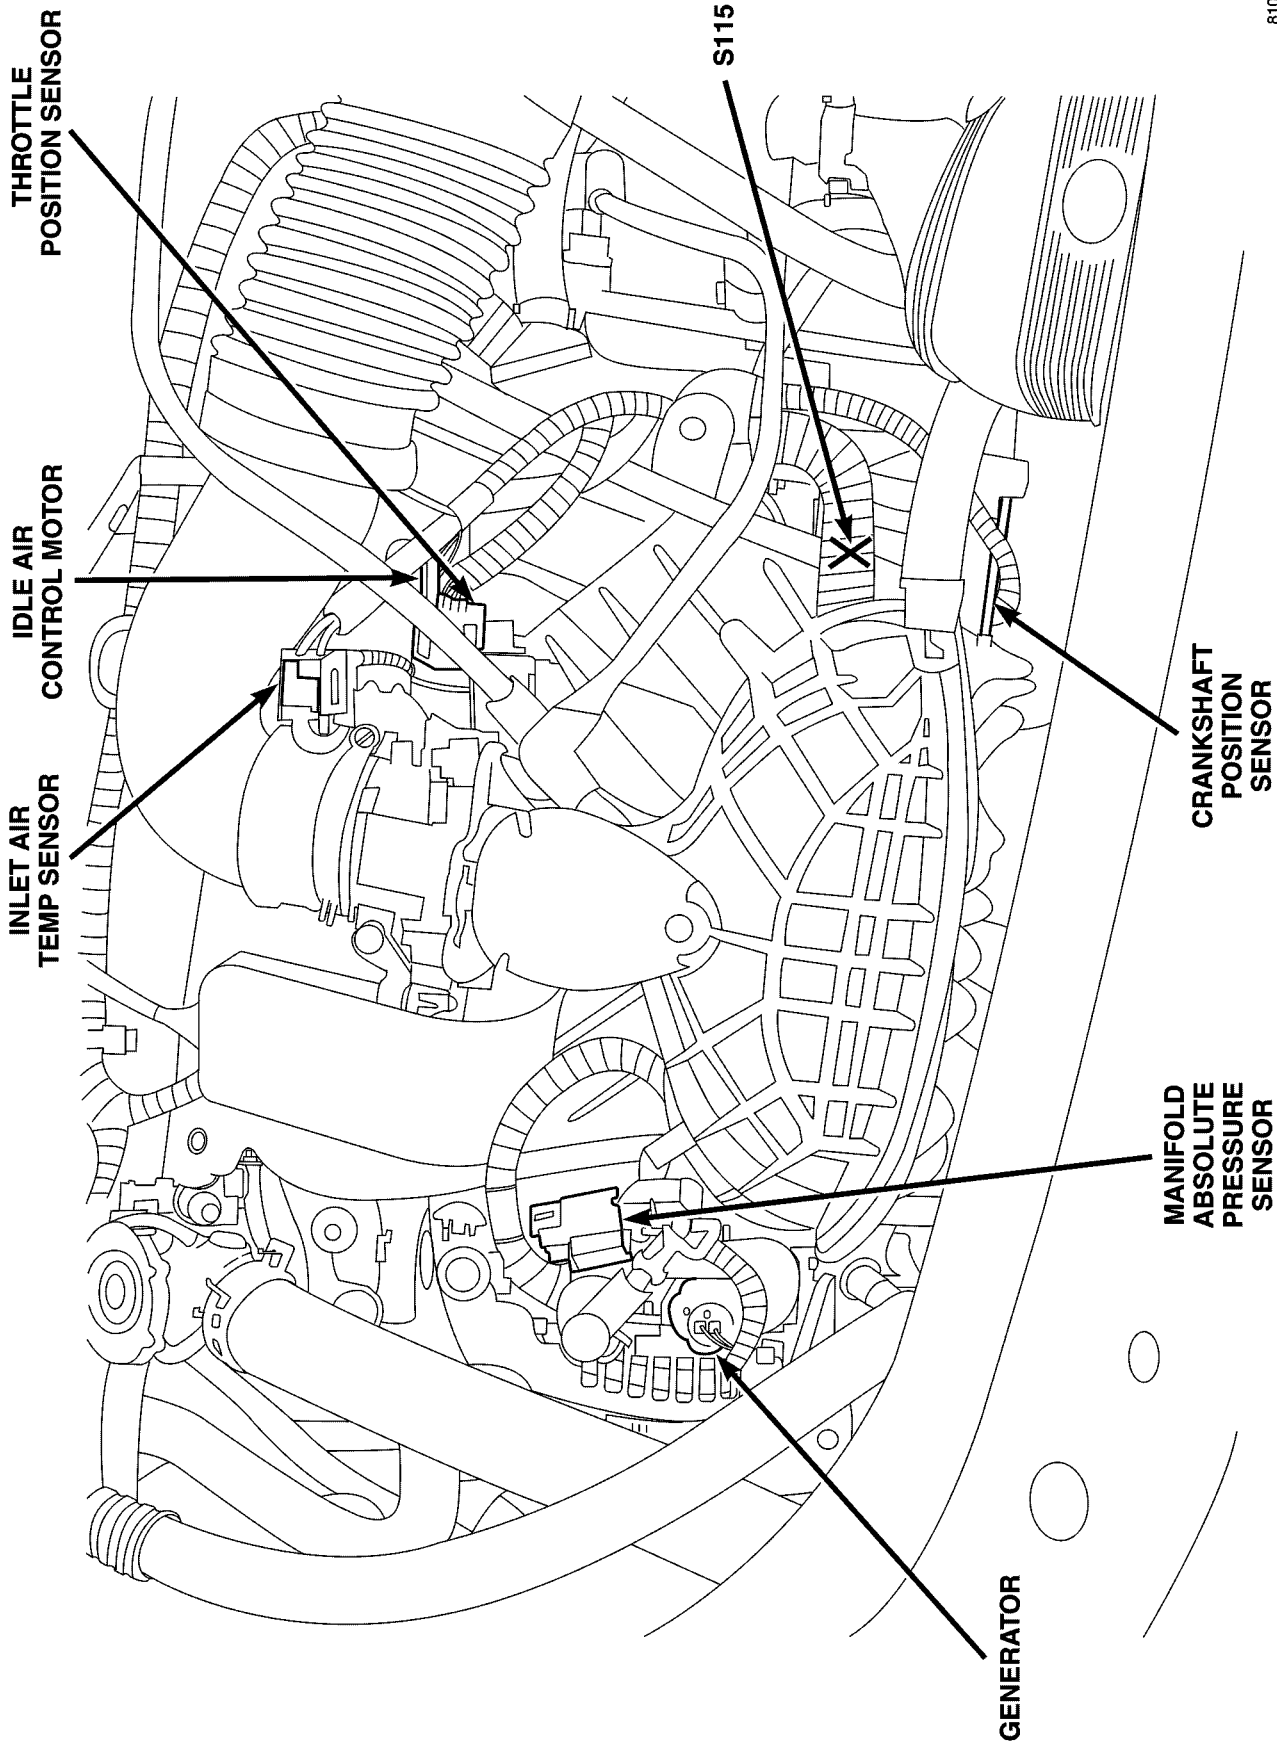 INLET AIR
TEMP SENSOR
IDLE AIR
CONTROL MOTOR
THROTTLE
POSITION SENSOR
S115
GENERATOR
MANIFOLD
ABSOLUTE
PRESSURE
SENSOR
CRANKSHAFT
POSITION
SENSOR